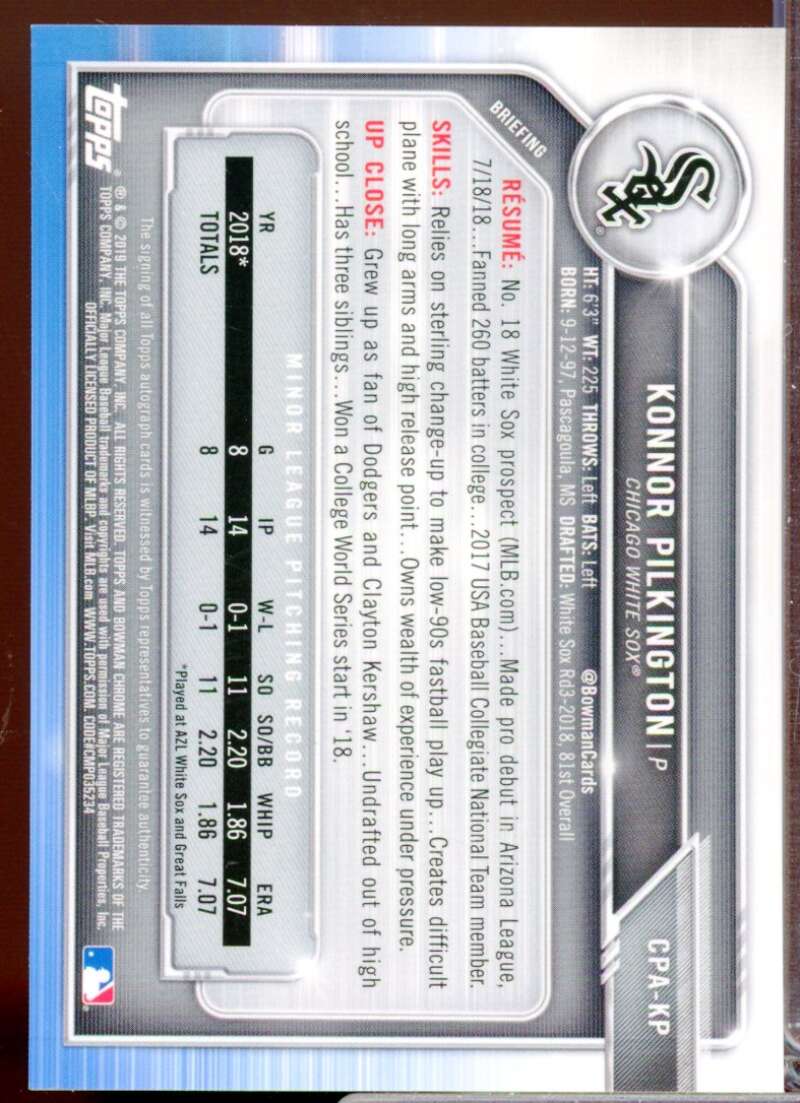 KONNOR PILKINGTON | P
CHICAGO WHITE SOX®
CPA-KP
Sox
®
HT: 6'3" WT: 225 THROWS: Left BATS: Left @BowmanCards
BORN: 9-12-97, Pascagoula, MS DRAFTED: White Sox Rd3-2018, 81st Overall
BRIEFING
RÉSUMÉ: No. 18 White Sox prospect (MLB.com)...Made pro debut in Arizona League,
7/18/18...Fanned 260 batters in college...2017 USA Baseball Collegiate National Team member.
SKILLS: Relies on sterling change-up to make low-90s fastball play up...Creates difficult
plane with long arms and high release point...Owns wealth of experience under pressure.
UP CLOSE: Grew up as fan of Dodgers and Clayton Kershaw...Undrafted out of high
school...Has three siblings...Won a College World Series start in '18.
MINOR LEAGUE PITCHING RECORD
YR G IP W-L SO SO/BB WHIP ERA
2018* 8 14 0-1 11 2.20 1.86 7.07
TOTALS 8 14 0-1 11 2.20 1.86 7.07
*Played at AZL White Sox and Great Falls
The signing of all Topps autograph cards is witnessed by Topps representatives to guarantee authenticity.
topps®
® & © 2019 THE TOPPS COMPANY, INC. ALL RIGHTS RESERVED. TOPPS AND BOWMAN CHROME ARE REGISTERED TRADEMARKS OF THE
TOPPS COMPANY, INC. Major League Baseball trademarks and copyrights are used with permission of Major League Baseball Properties, Inc.
OFFICIALLY LICENSED PRODUCT OF MLBP. Visit MLB.com WWW.TOPPS.COM. CODE#CMP035234
®